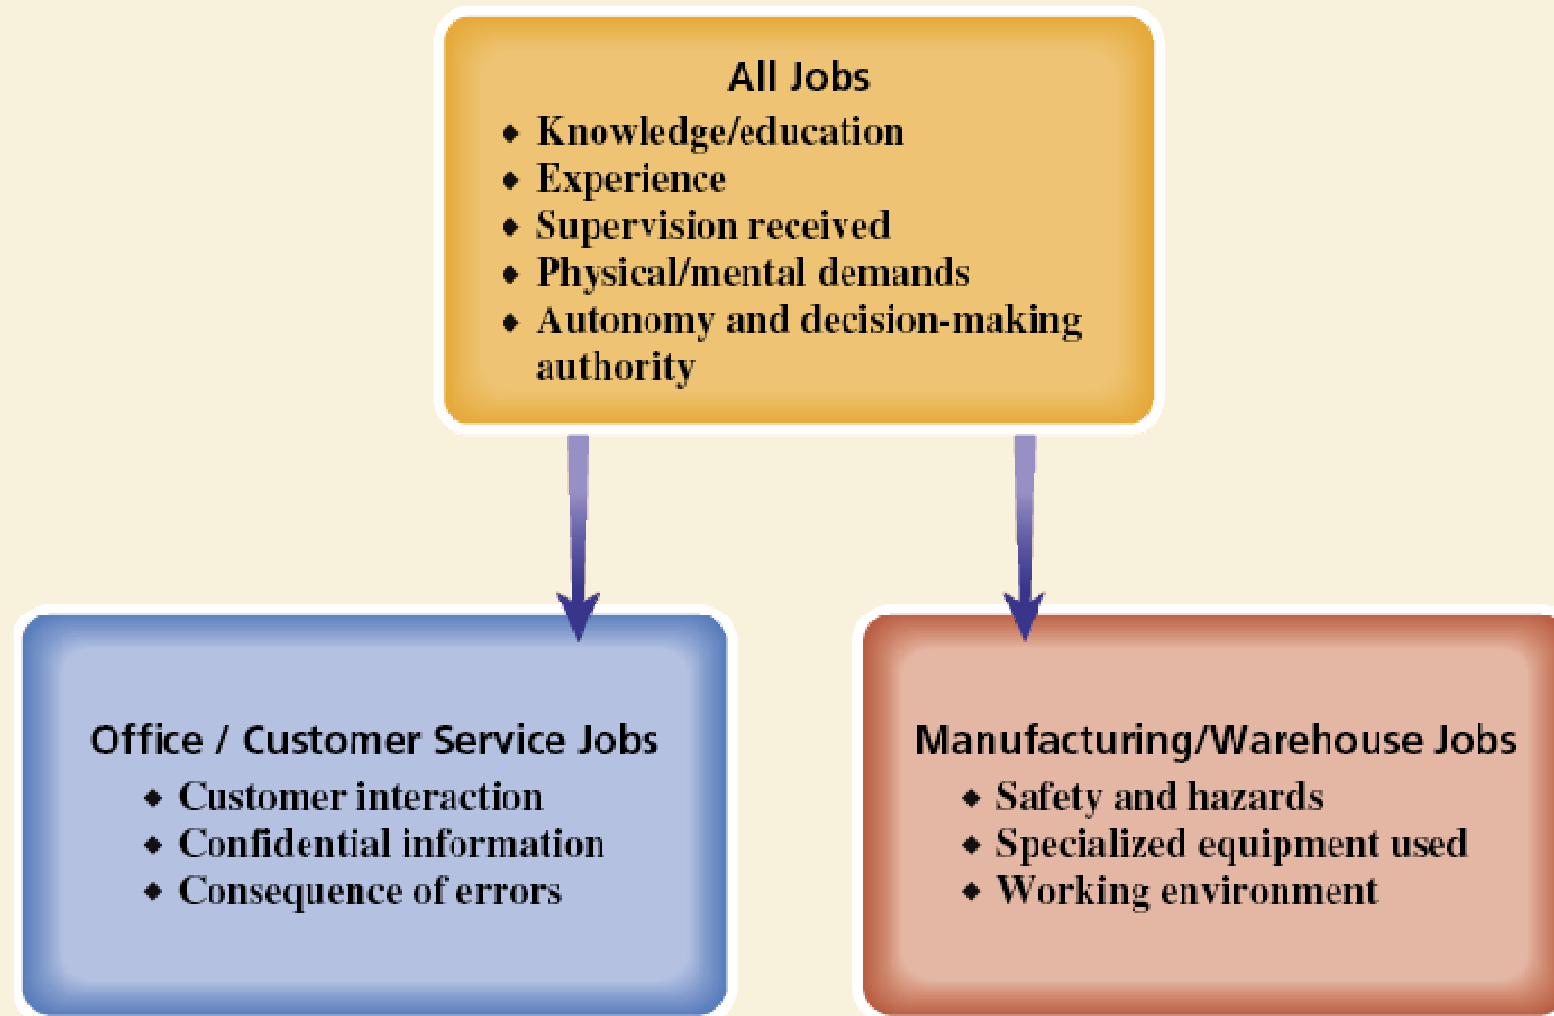 All Jobs
◆ Knowledge/education
◆ Experience
◆ Supervision received
◆ Physical/mental demands
◆ Autonomy and decision-making
authority
Office / Customer Service Jobs
◆ Customer interaction
◆ Confidential information
◆ Consequence of errors
Manufacturing/Warehouse Jobs
◆ Safety and hazards
◆ Specialized equipment used
◆ Working environment